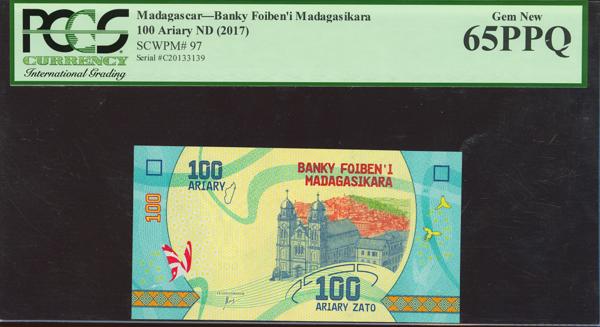 PCGS
CURRENCY
International Grading
Madagascar—Banky Foiben'i Madagasikara
100 Ariary ND (2017)
SCWPM# 97
Serial #C20133139
Gem New
65PPQ
100
ARIARY
BANKY FOIBEN'I
MADAGASIKARA
100
100
ARIARY ZATO